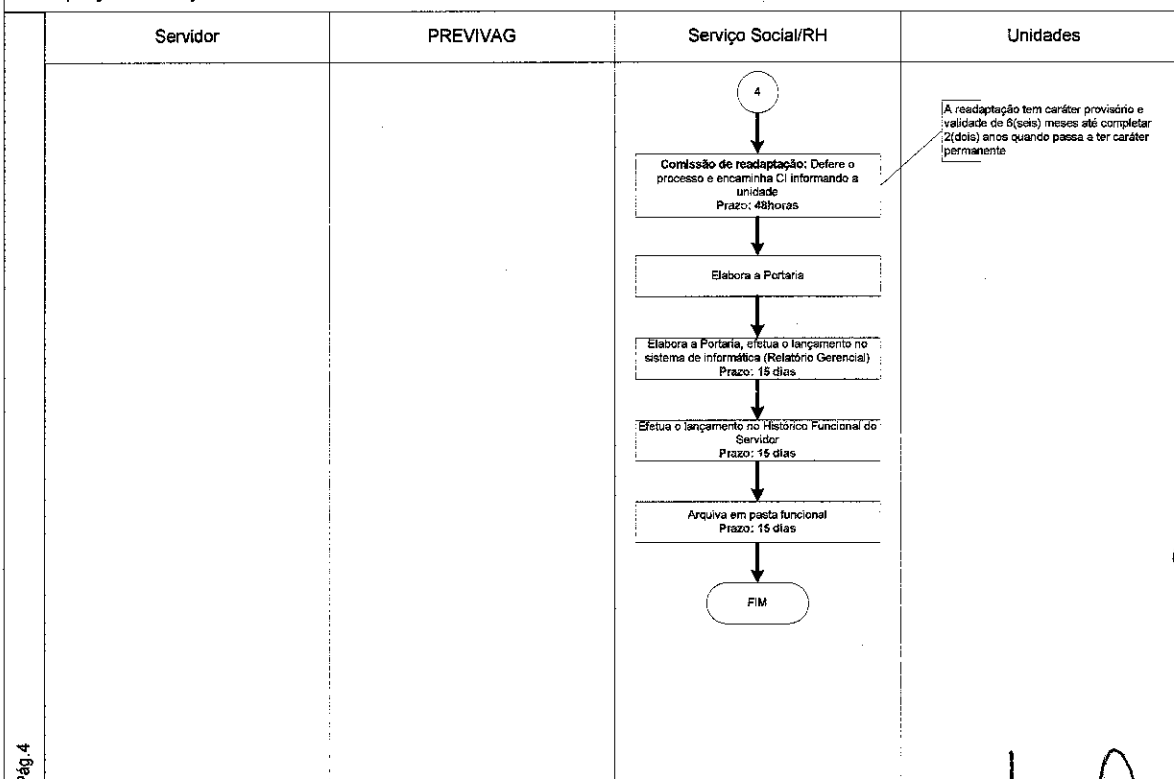 Servidor
PREVIVAG
Serviço Social/RH
Unidades
4
A readaptação tem caráter provisório e
validade de 6(seis) meses até completar
2(dois) anos quando passa a ter caráter
permanente
Comissão de readaptação: Defere o
processo e encaminha CI informando a
unidade
Prazo: 48horas
Elabora a Portaria
Elabora a Portaria, efetua o lançamento no
sistema de informática (Relatório Gerencial)
Prazo: 15 dias
Efetua o lançamento no Histórico Funcional do
Servidor
Prazo: 15 dias
Arquiva em pasta funcional
Prazo: 15 dias
FIM
Pág.4